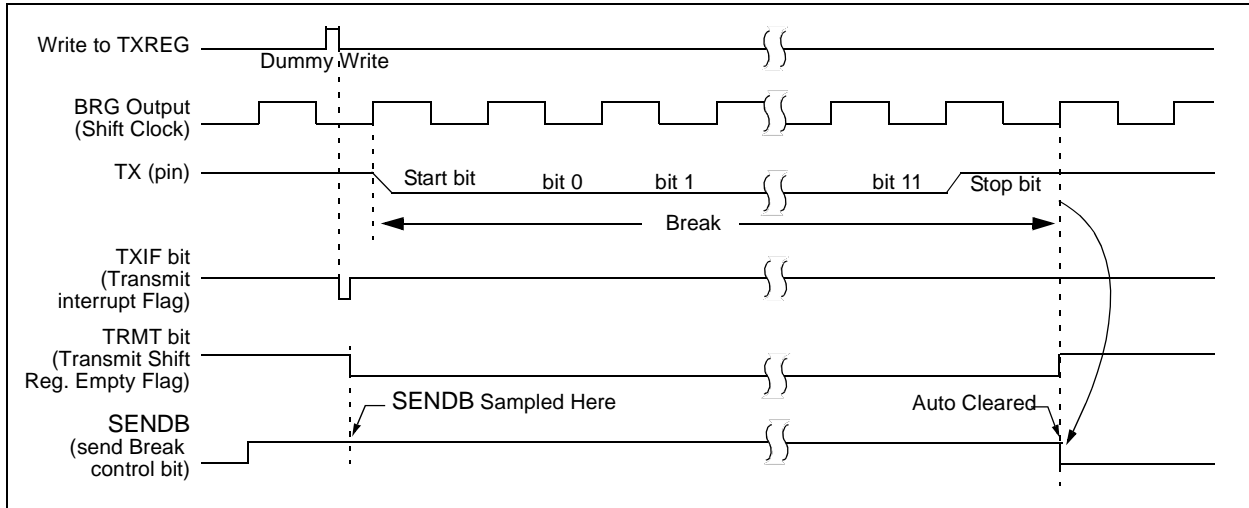 Write to TXREG
Dummy Write
BRG Output
(Shift Clock)
TX (pin)
Start bit
bit 0
bit 1
bit 11
Stop bit
Break
TXIF bit
(Transmit
interrupt Flag)
TRMT bit
(Transmit Shift
Reg. Empty Flag)
SENDB Sampled Here
Auto Cleared
SENDB
(send Break
control bit)